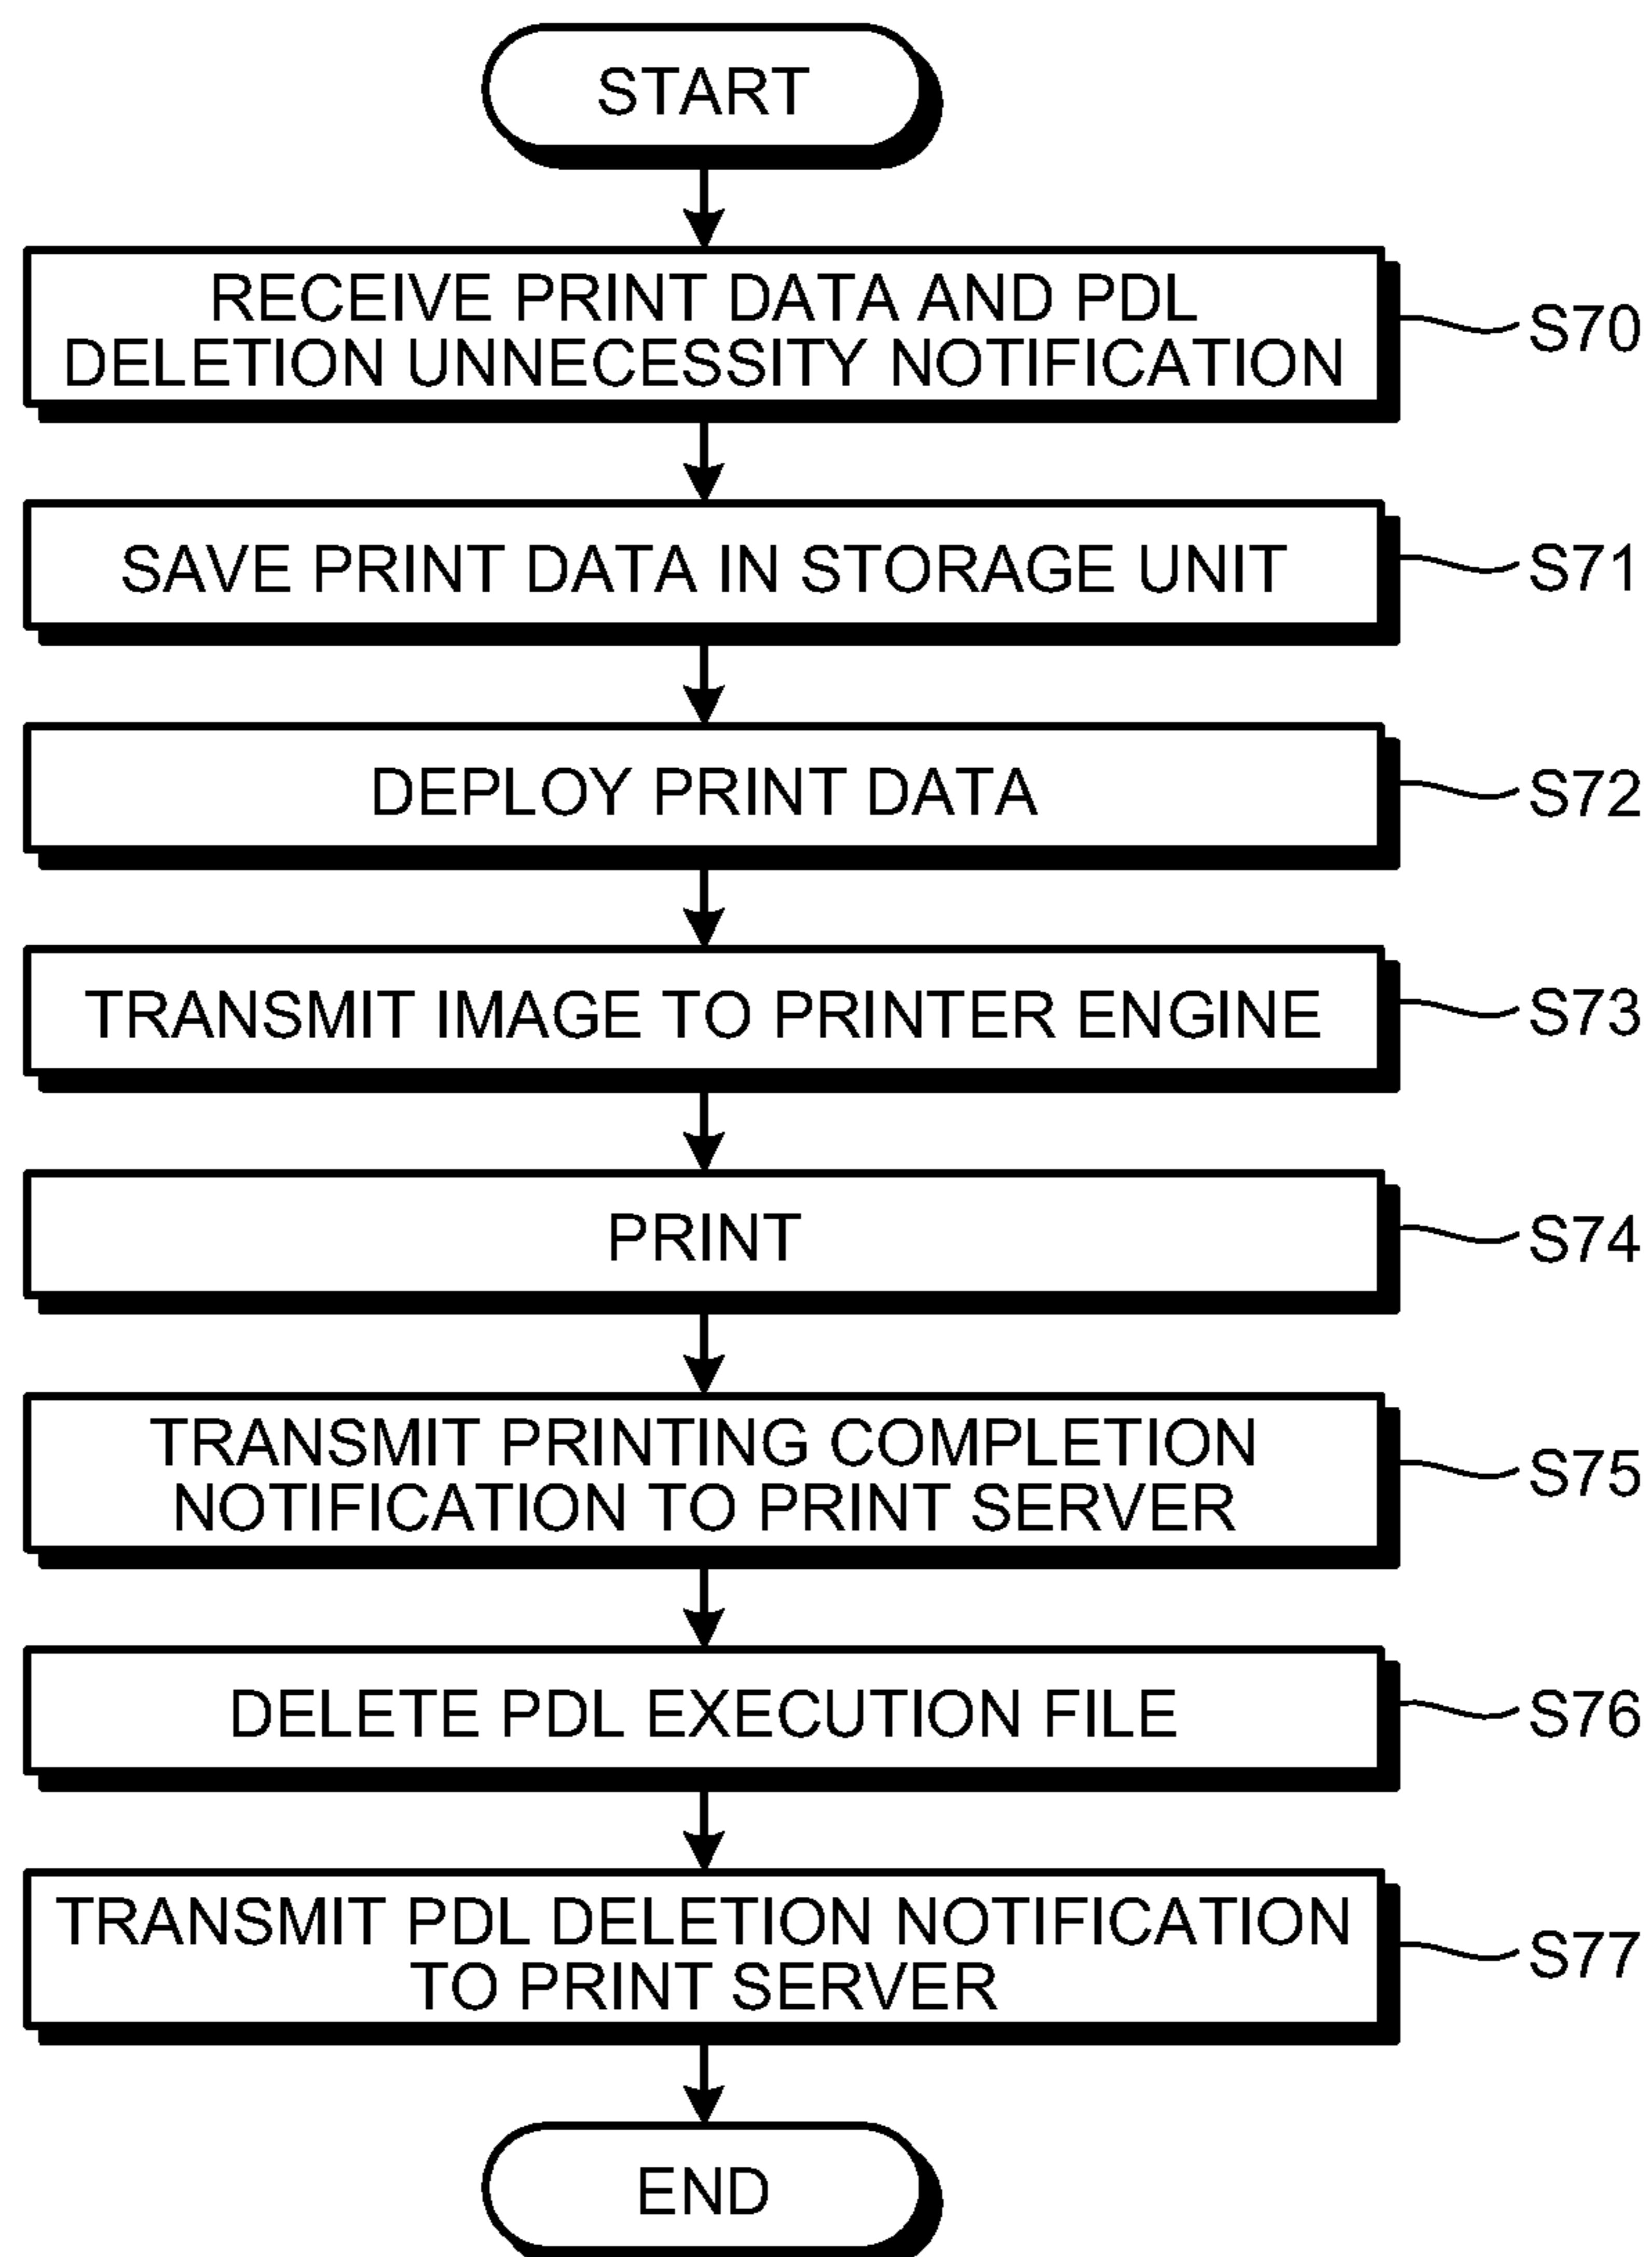 START
RECEIVE PRINT DATA AND PDL
DELETION UNNECESSITY NOTIFICATION
S70
SAVE PRINT DATA IN STORAGE UNIT
S71
DEPLOY PRINT DATA
S72
TRANSMIT IMAGE TO PRINTER ENGINE
S73
PRINT
S74
TRANSMIT PRINTING COMPLETION
NOTIFICATION TO PRINT SERVER
S75
DELETE PDL EXECUTION FILE
S76
TRANSMIT PDL DELETION NOTIFICATION
TO PRINT SERVER
S77
END